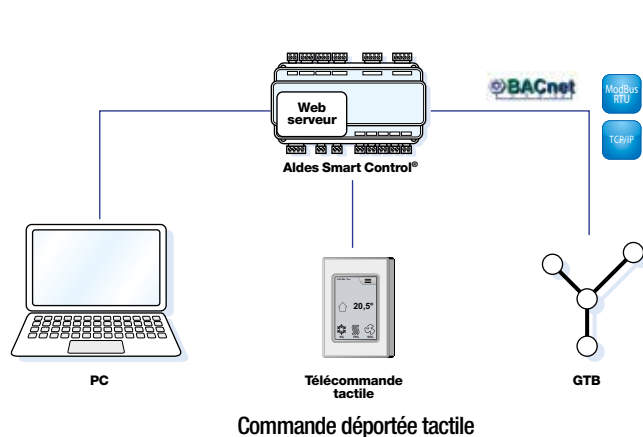 BACnet
ModBus
RTU
TCP/IP
Web
serveur
Aldes Smart Control®
20,5°
PC
Télécommande
tactile
GTB
Commande déportée tactile